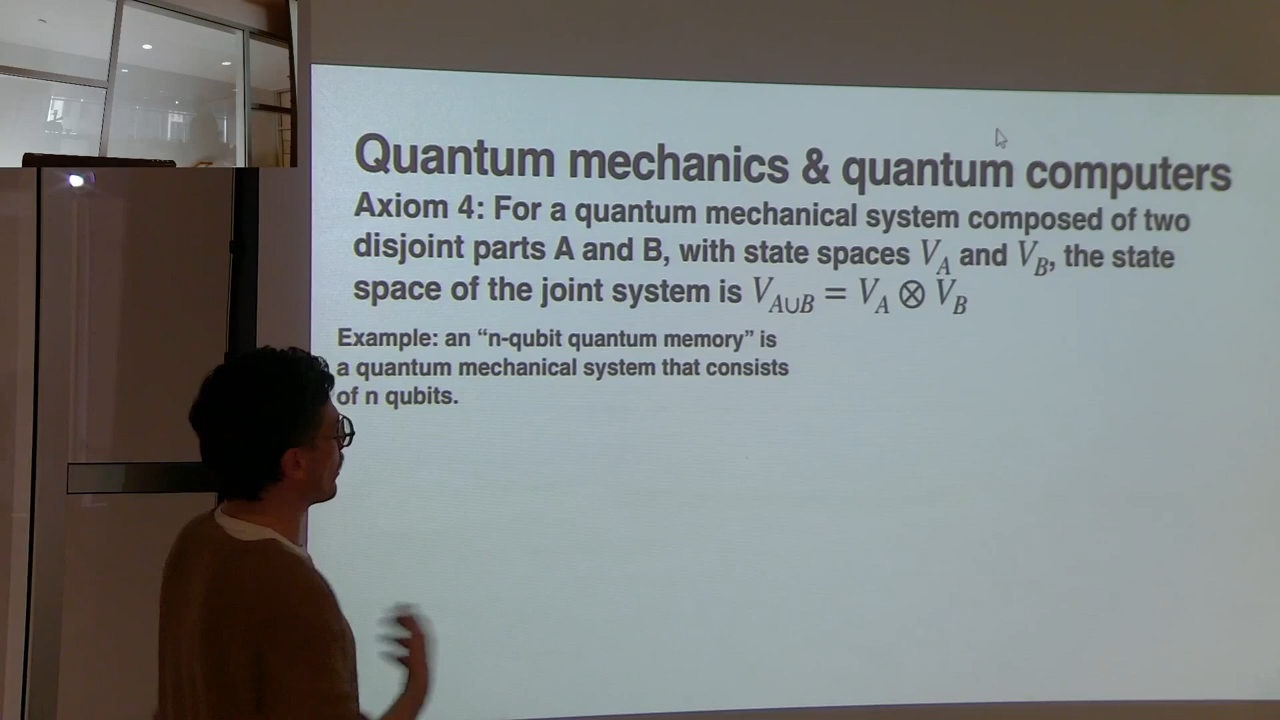 Quantum mechanics & quantum computers
Axiom 4: For a quantum mechanical system composed of two
disjoint parts A and B, with state spaces V_A and V_B, the state
space of the joint system is V_{A∪B} = V_A ⊗ V_B
Example: an “n-qubit quantum memory” is
a quantum mechanical system that consists
of n qubits.